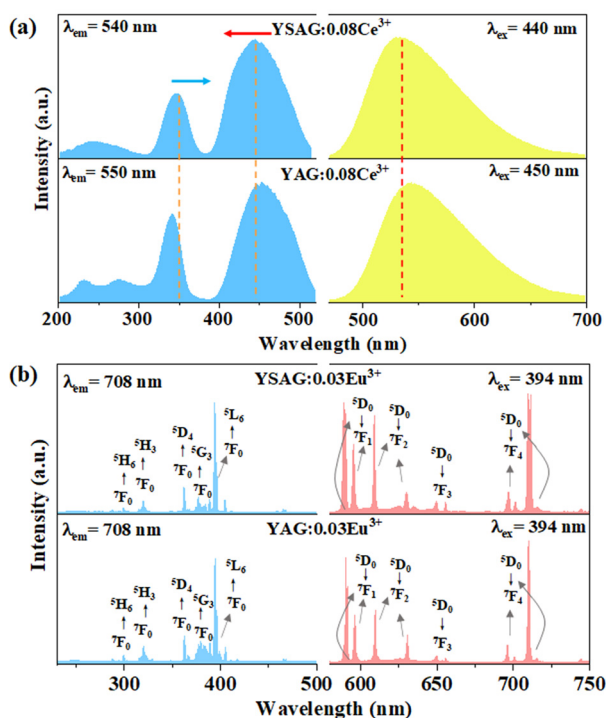 (a)
λem= 540 nm
YSAG:0.08Ce³⁺
λex= 440 nm
λem= 550 nm
YAG:0.08Ce³⁺
λex= 450 nm
Intensity (a.u.)
200 300 400 500 500 600 700
Wavelength (nm)
(b)
λem= 708 nm
YSAG:0.03Eu³⁺
λex= 394 nm
⁵H₆ ⁷F₀
⁵H₃ ⁷F₀
⁵D₄ ⁷F₀
⁵G₃ ⁷F₀
⁵L₆ ⁷F₀
⁵D₀ ⁷F₁
⁵D₀ ⁷F₂
⁵D₀ ⁷F₃
⁵D₀ ⁷F₄
λem= 708 nm
YAG:0.03Eu³⁺
λex= 394 nm
⁵H₆ ⁷F₀
⁵H₃ ⁷F₀
⁵D₄ ⁷F₀
⁵G₃ ⁷F₀
⁵L₆ ⁷F₀
⁵D₀ ⁷F₁
⁵D₀ ⁷F₂
⁵D₀ ⁷F₃
⁵D₀ ⁷F₄
Intensity (a.u.)
300 400 500 600 650 700 750
Wavelength (nm)